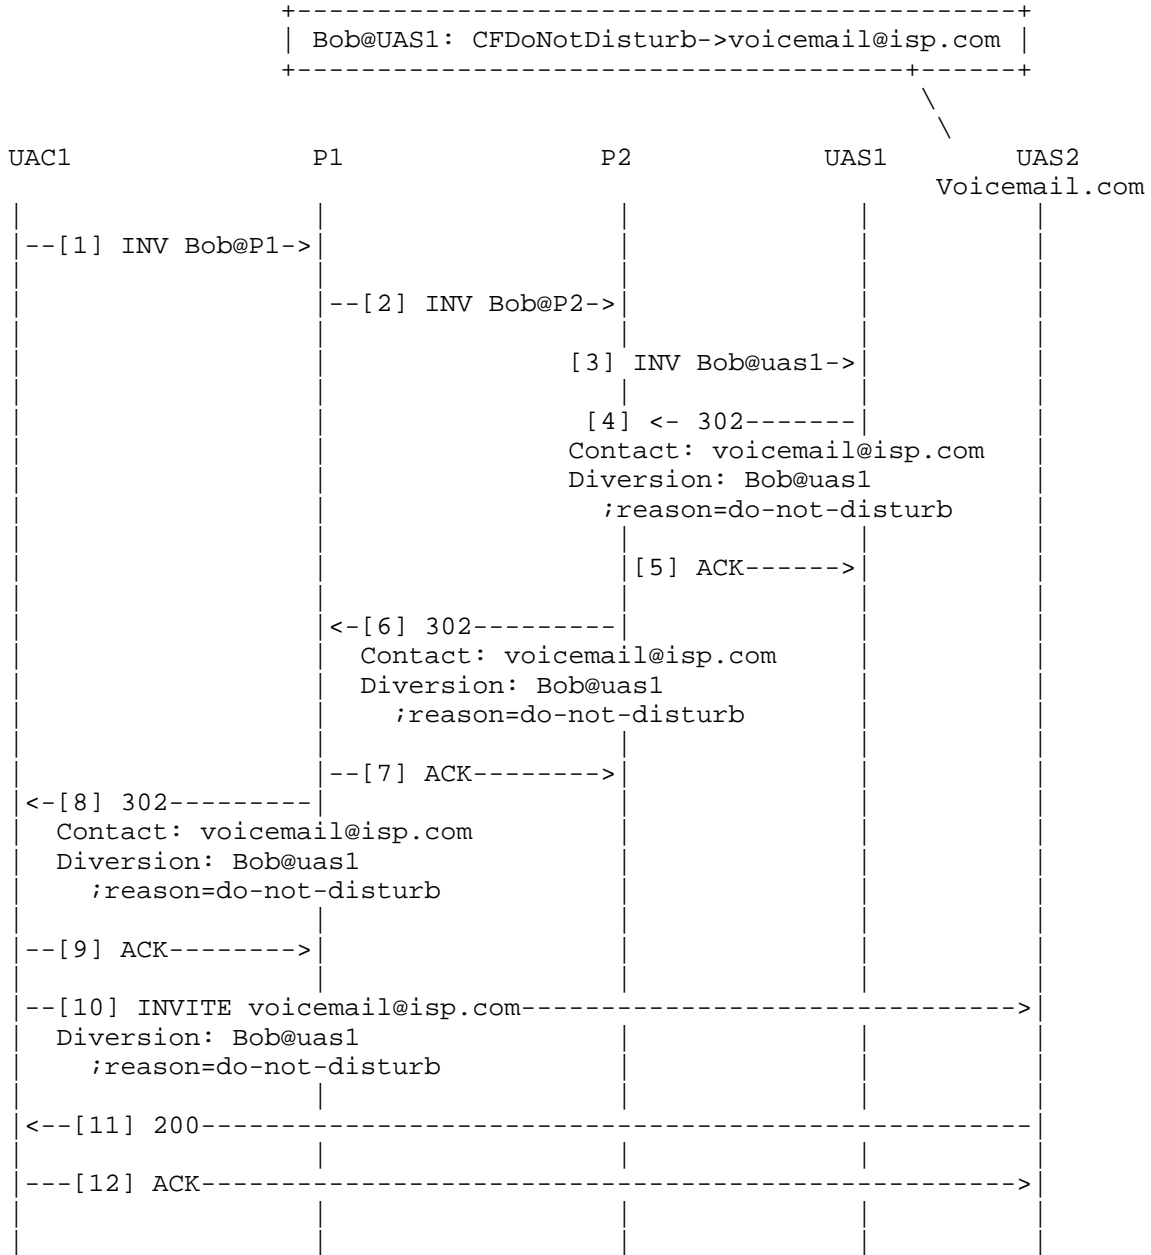 +-------------------------------------------+
| Bob@UAS1: CFDoNotDisturb->voicemail@isp.com |
+-------------------------------------+------+
\
\
UAC1 P1 P2 UAS1 UAS2
Voicemail.com
| | | | |
|--[1] INV Bob@P1->| | | |
| | | | |
| |--[2] INV Bob@P2->| | |
| | | | |
| | [3] INV Bob@uas1->| |
| | | | |
| | [4] <- 302-------| |
| | Contact: voicemail@isp.com |
| | Diversion: Bob@uas1 |
| | ;reason=do-not-disturb |
| | | | |
| | |[5] ACK------>| |
| | | | |
| |<-[6] 302---------| | |
| | Contact: voicemail@isp.com | |
| | Diversion: Bob@uas1 | |
| | ;reason=do-not-disturb | |
| | | | |
| |--[7] ACK-------->| | |
|<-[8] 302---------| | | |
| Contact: voicemail@isp.com | | |
| Diversion: Bob@uas1 | | |
| ;reason=do-not-disturb | | |
| | | | |
|--[9] ACK-------->| | | |
| | | | |
|--[10] INVITE voicemail@isp.com------------------------------->|
| Diversion: Bob@uas1 | | |
| ;reason=do-not-disturb | | |
| | | | |
|<--[11] 200----------------------------------------------------|
| | | | |
|---[12] ACK--------------------------------------------------->|
| | | | |
| | | | |